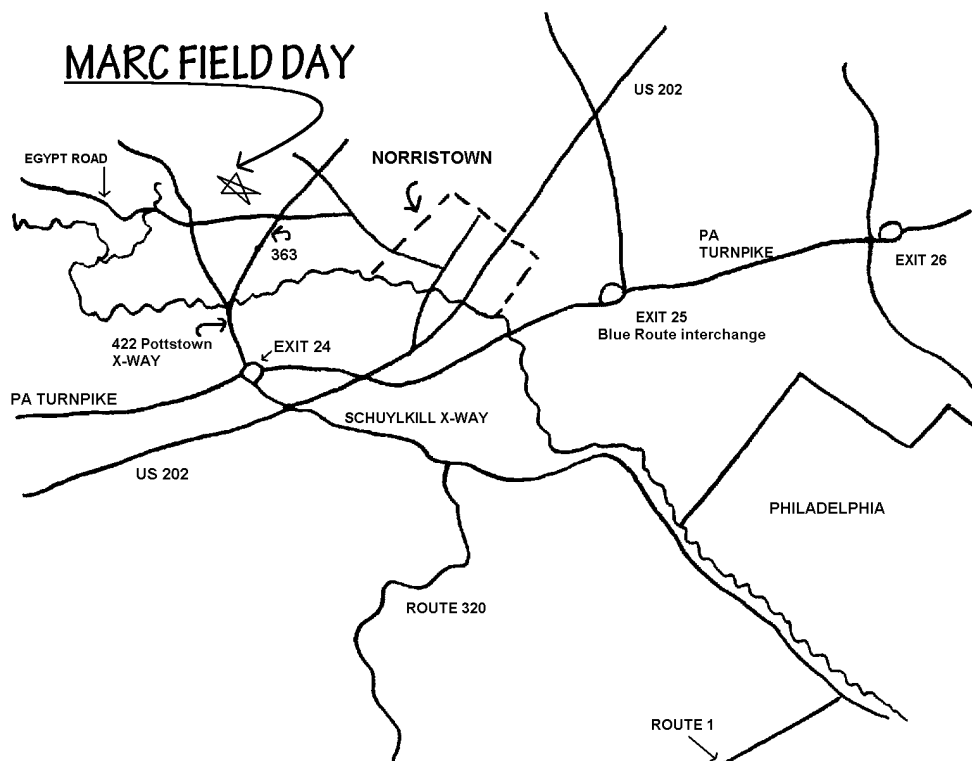 MARC FIELD DAY
US 202
EGYPT ROAD
NORRISTOWN
363
PA
TURNPIKE
EXIT 26
EXIT 25
Blue Route interchange
422 Pottstown
X-WAY
EXIT 24
PA TURNPIKE
SCHUYLKILL X-WAY
US 202
PHILADELPHIA
ROUTE 320
ROUTE 1